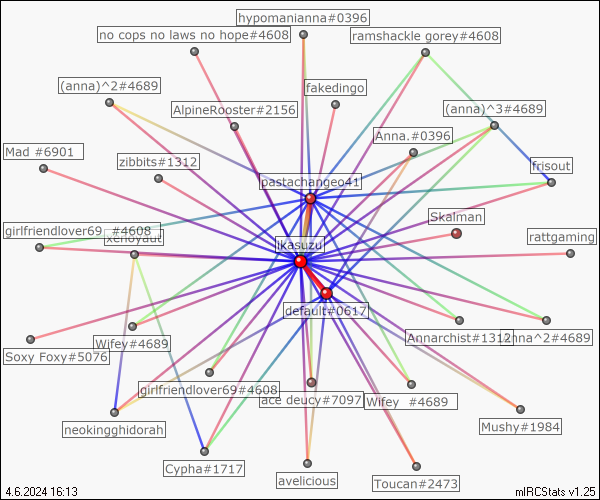 hypomanianna#0396
no cops no laws no hope#4608
ramshackle gorey#4608
(anna)^2#4689
fakedingo
AlpineRooster#2156
(anna)^3#4689
Anna.#0396
Mad #6901
zibbits#1312
frisout
pastachangeo41
Skalman
girlfriendlover69 #4608
xenoyaut
ikasuzu
rattgaming
default#0617
Wifey#4689
Annarchist#1312
Soxy Foxy#5076
girlfriendlover69#4608
ace deucy#7097
Wifey #4689
neokingghidorah
Mushy#1984
Cypha#1717
avelicious
Toucan#2473
4.6.2024 16:13
mIRCStats v1.25